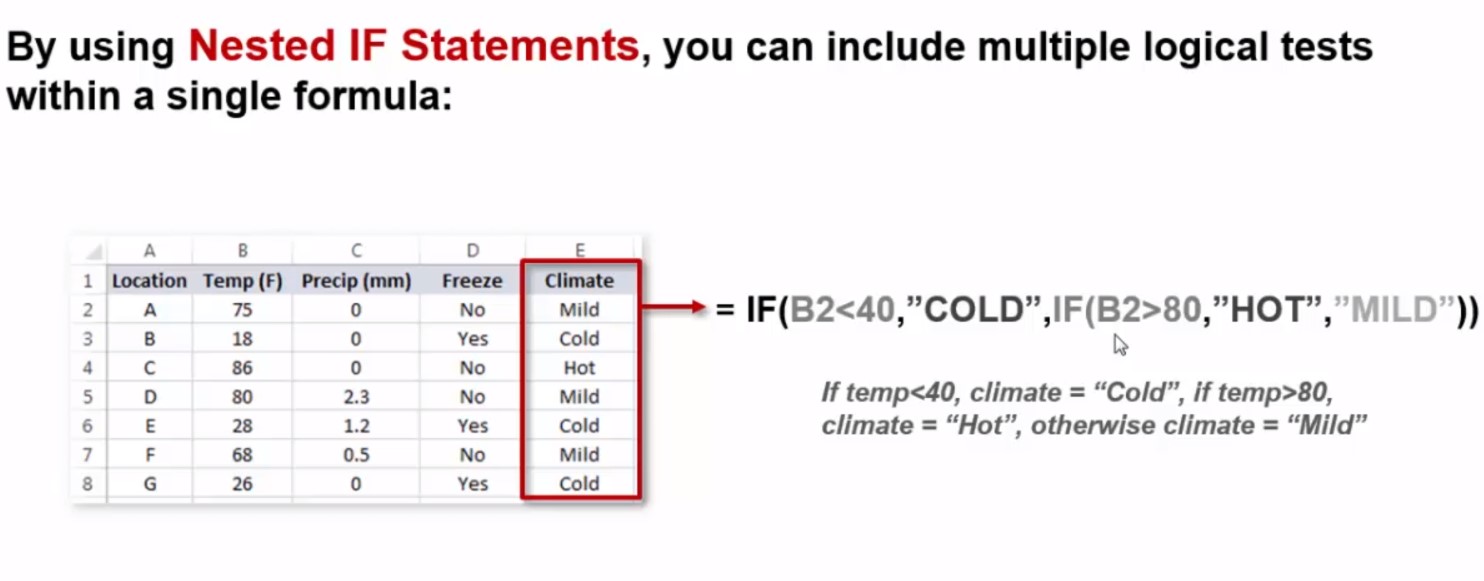 By using Nested IF Statements, you can include multiple logical tests
within a single formula:
A B C D E
1 Location Temp (F) Precip (mm) Freeze Climate
2 A 75 0 No Mild
3 B 18 0 Yes Cold
4 C 86 0 No Hot
5 D 80 2.3 No Mild
6 E 28 1.2 Yes Cold
7 F 68 0.5 No Mild
8 G 26 0 Yes Cold
= IF(B2<40,”COLD”,IF(B2>80,”HOT”,”MILD”))
If temp<40, climate = “Cold”, if temp>80,
climate = “Hot”, otherwise climate = “Mild”